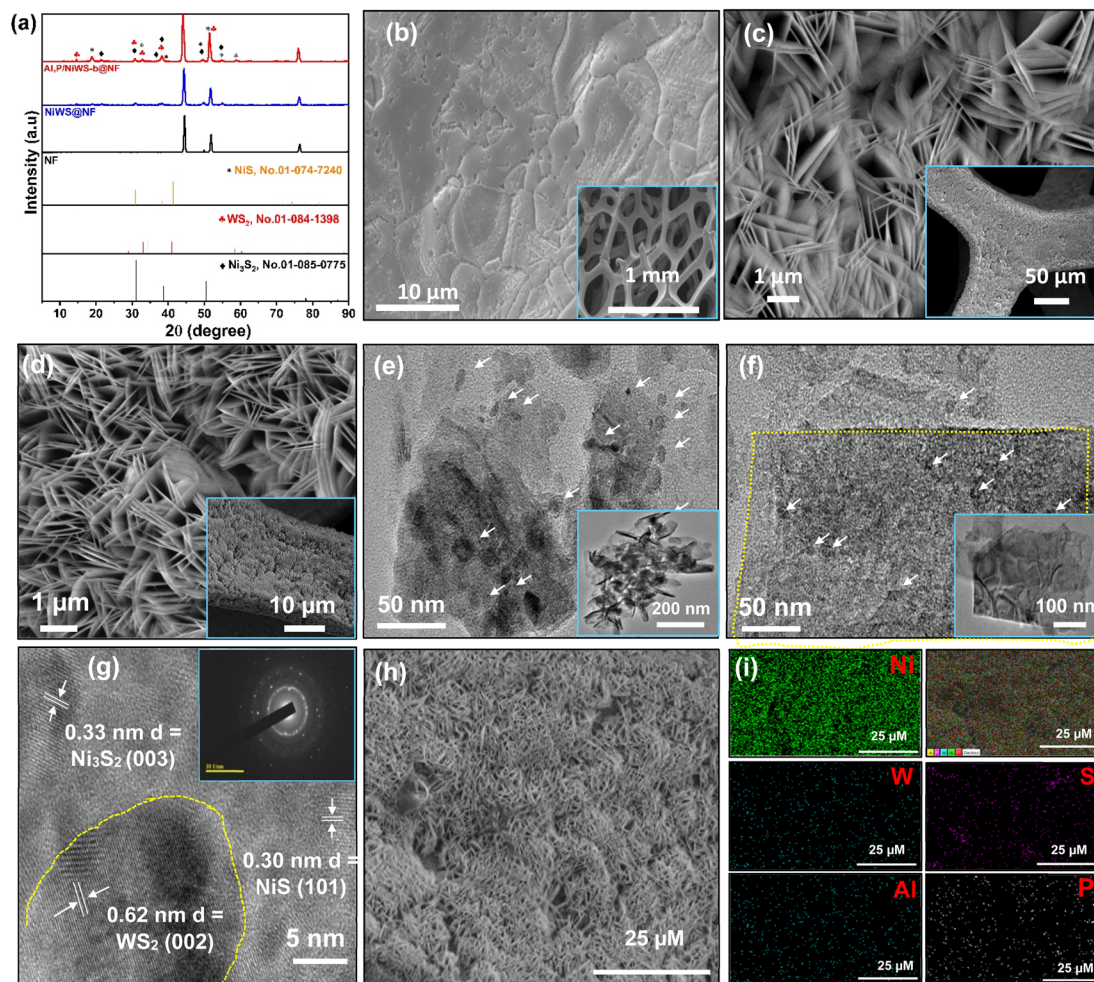 (a)
Al,P/NiWS-b@NF
NiWS@NF
NF
* NiS, No.01-074-7240
♣ WS₂, No.01-084-1398
♦ Ni₃S₂, No.01-085-0775
Intensity (a.u)
10 20 30 40 50 60 70 80 90
2θ (degree)
(b)
10 µm
1 mm
(c)
1 µm
50 µm
(d)
1 µm
10 µm
(e)
50 nm
200 nm
(f)
50 nm
100 nm
(g)
0.33 nm d =
Ni₃S₂ (003)
0.30 nm d =
NiS (101)
0.62 nm d =
WS₂ (002)
5 nm
(h)
25 µM
(i)
Ni
25 µM
25 µM
W
25 µM
S
25 µM
Al
25 µM
P
25 µM